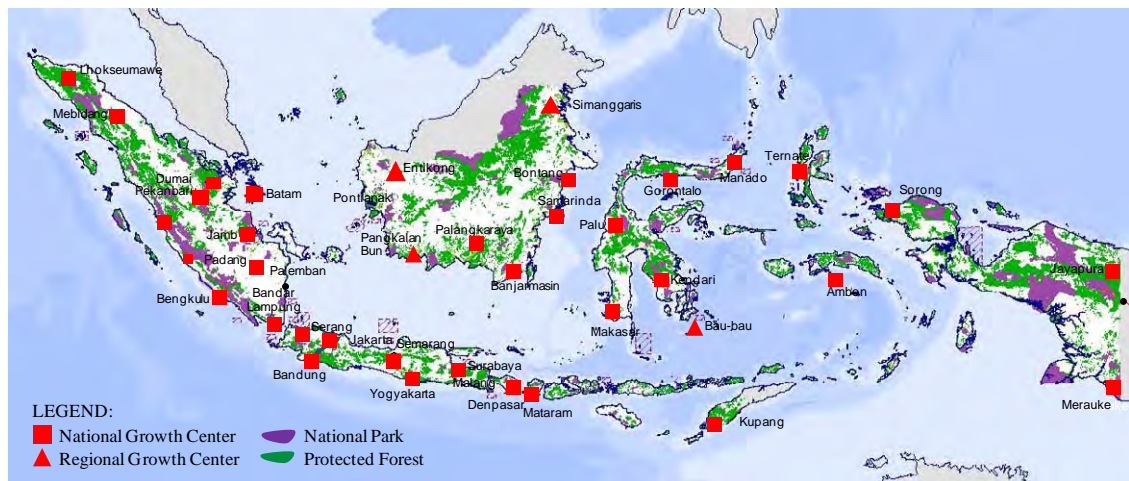 Lhokseumawe
Mebidang
Dumai
Pekanbaru
Batam
Jambi
Padang
Palemban
Bengkulu
Bandar
Lampung
Serang
Jakarta
Bandung
Semarang
Yogyakarta
Surabaya
Malang
Denpasar
Mataram
Kupang
Entikong
Pontianak
Pangkalan
Bun
Palangkaraya
Banjarmasin
Simanggaris
Bontang
Samarinda
Palu
Gorontalo
Manado
Kendari
Makasar
Bau-bau
Ternate
Ambon
Sorong
Jayapura
Merauke
LEGEND:
National Growth Center
National Park
Regional Growth Center
Protected Forest